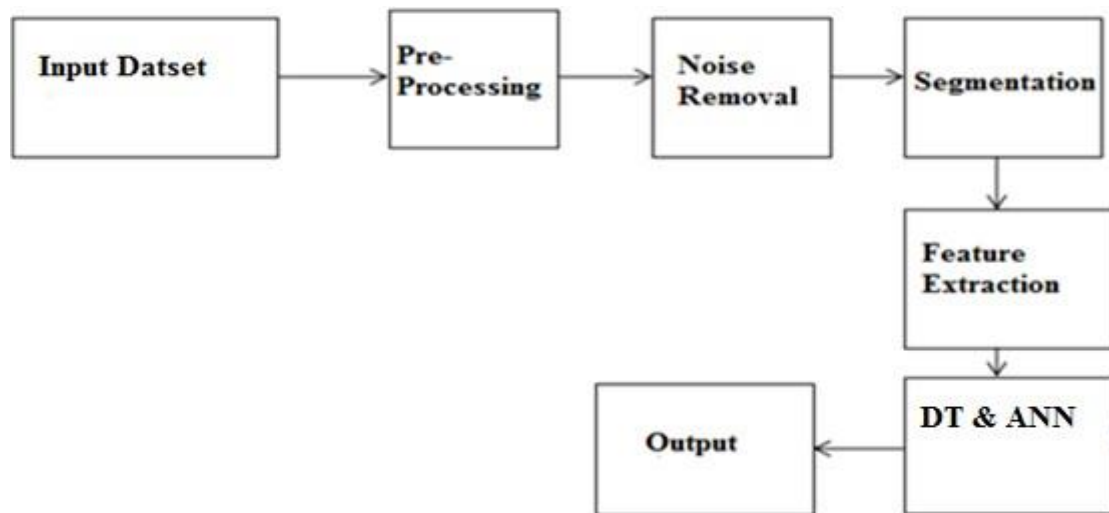 Input Datset
Pre-
Processing
Noise
Removal
Segmentation
Feature
Extraction
DT & ANN
Output